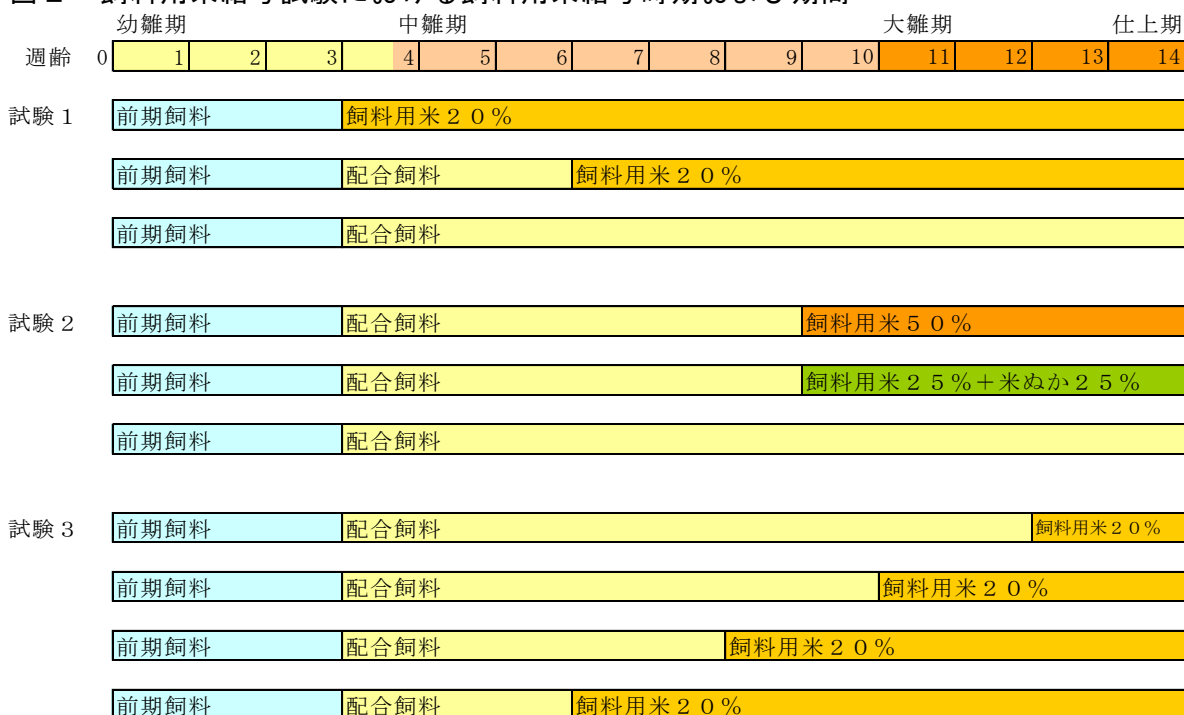 幼雛期 中雛期 大雛期 仕上期
週齢 0 1 2 3 4 5 6 7 8 9 10 11 12 13 14
試験１ 前期飼料 飼料用米２０％
前期飼料 配合飼料 飼料用米２０％
前期飼料 配合飼料
試験２ 前期飼料 配合飼料 飼料用米５０％
前期飼料 配合飼料 飼料用米２５％＋米ぬか２５％
前期飼料 配合飼料
試験３ 前期飼料 配合飼料 飼料用米２０％
前期飼料 配合飼料 飼料用米２０％
前期飼料 配合飼料 飼料用米２０％
前期飼料 配合飼料 飼料用米２０％